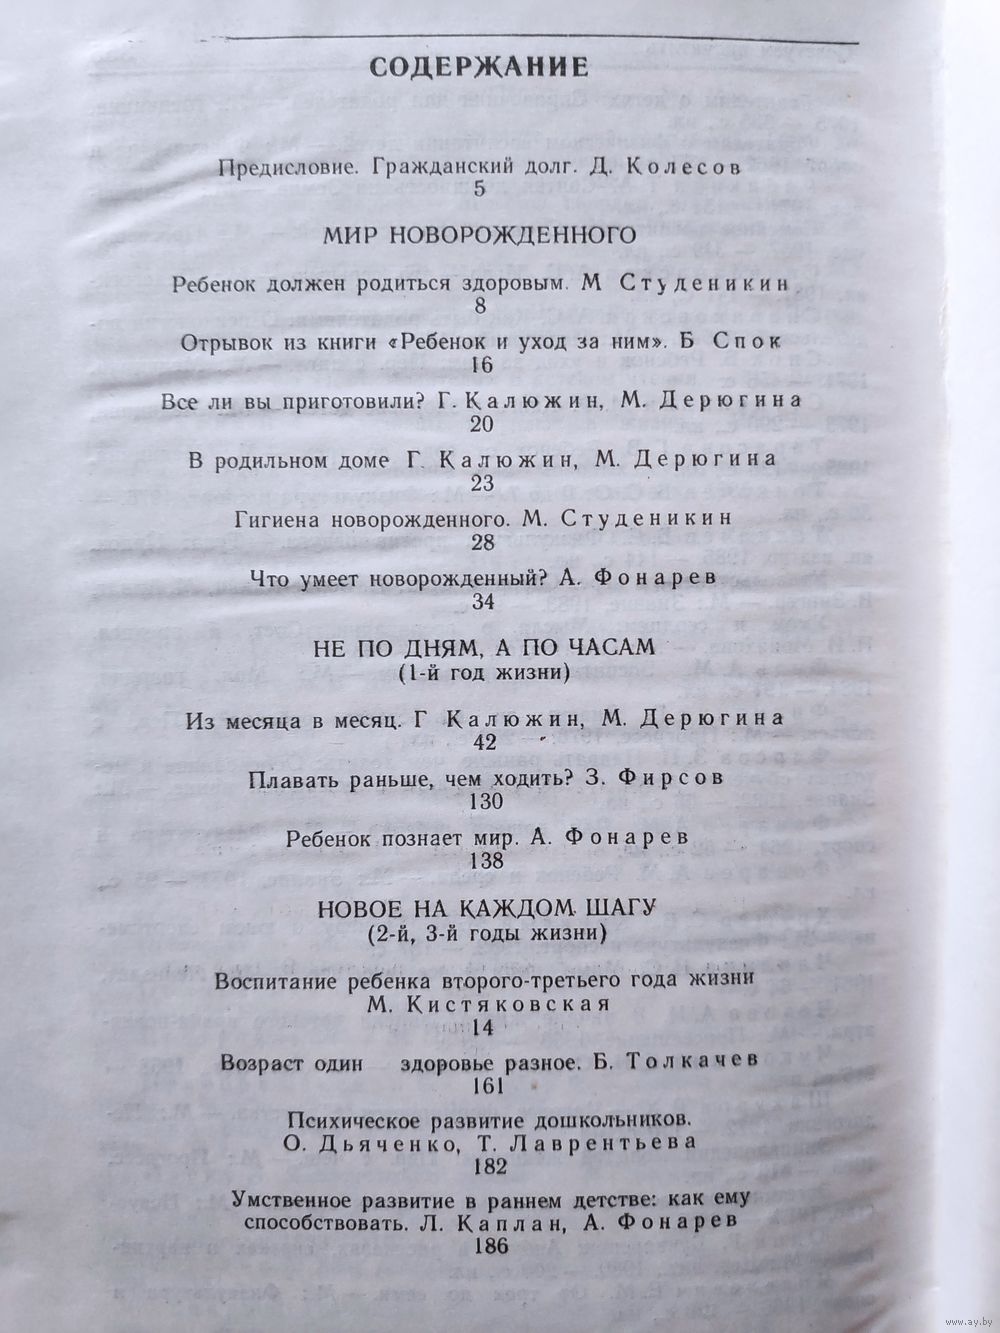 СОДЕРЖАНИЕ
Предисловие. Гражданский долг. Д. Колесов
5
МИР НОВОРОЖДЕННОГО
Ребенок должен родиться здоровым. М Студеникин
8
Отрывок из книги «Ребенок и уход за ним». Б Спок
16
Все ли вы приготовили? Г. Калюжин, М. Дерюгина
20
В родильном доме Г. Калюжин, М. Дерюгина
23
Гигиена новорожденного. М. Студеникин
28
Что умеет новорожденный? А. Фонарев
34
НЕ ПО ДНЯМ, А ПО ЧАСАМ
(1-й год жизни)
Из месяца в месяц. Г Калюжин, М. Дерюгина
42
Плавать раньше, чем ходить? З. Фирсов
130
Ребенок познает мир. А. Фонарев
138
НОВОЕ НА КАЖДОМ ШАГУ
(2-й, 3-й годы жизни)
Воспитание ребенка второго-третьего года жизни
М. Кистяковская
14
Возраст один здоровье разное. Б. Толкачев
161
Психическое развитие дошкольников.
О. Дьяченко, Т. Лаврентьева
182
Умственное развитие в раннем детстве: как ему
способствовать. Л. Каплан, А. Фонарев
186
www.ay.by